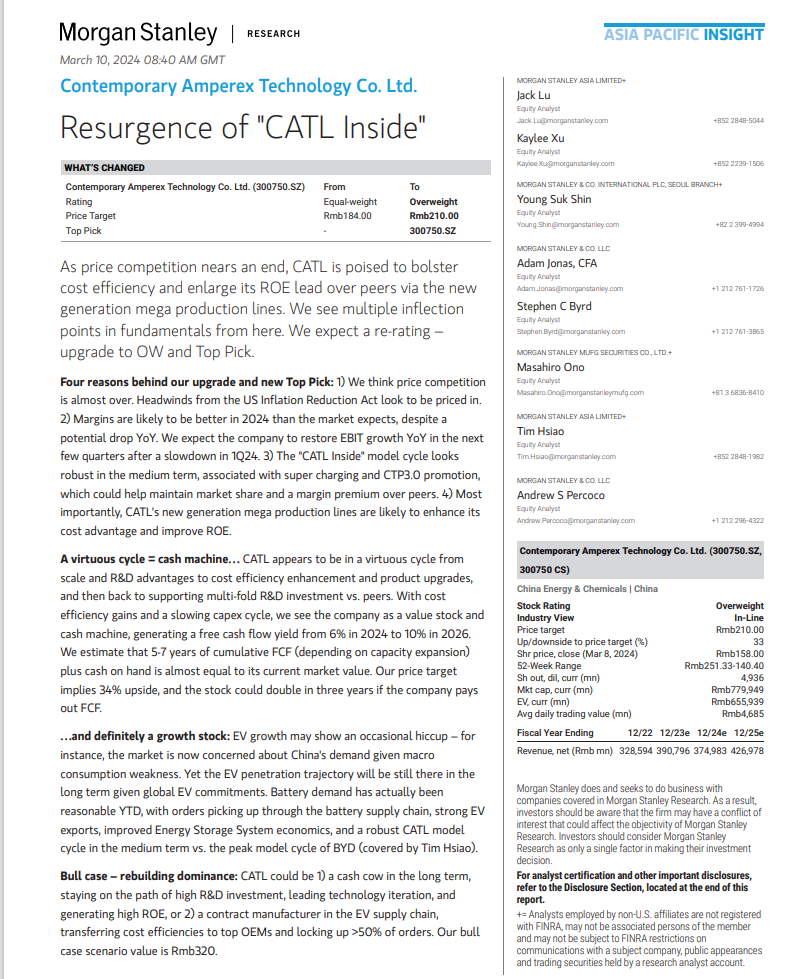 Morgan Stanley | RESEARCH
ASIA PACIFIC INSIGHT
March 10, 2024 08:40 AM GMT
Contemporary Amperex Technology Co. Ltd.
Resurgence of "CATL Inside"
WHAT'S CHANGED
Contemporary Amperex Technology Co. Ltd. (300750.SZ) From To
Rating Equal-weight Overweight
Price Target Rmb184.00 Rmb210.00
Top Pick - 300750.SZ
As price competition nears an end, CATL is poised to bolster
cost efficiency and enlarge its ROE lead over peers via the new
generation mega production lines. We see multiple inflection
points in fundamentals from here. We expect a re-rating –
upgrade to OW and Top Pick.
Four reasons behind our upgrade and new Top Pick: 1) We think price competition
is almost over. Headwinds from the US Inflation Reduction Act look to be priced in.
2) Margins are likely to be better in 2024 than the market expects, despite a
potential drop YoY. We expect the company to restore EBIT growth YoY in the next
few quarters after a slowdown in 1Q24. 3) The "CATL Inside" model cycle looks
robust in the medium term, associated with super charging and CTP3.0 promotion,
which could help maintain market share and a margin premium over peers. 4) Most
importantly, CATL's new generation mega production lines are likely to enhance its
cost advantage and improve ROE.
A virtuous cycle = cash machine… CATL appears to be in a virtuous cycle from
scale and R&D advantages to cost efficiency enhancement and product upgrades,
and then back to supporting multi-fold R&D investment vs. peers. With cost
efficiency gains and a slowing capex cycle, we see the company as a value stock and
cash machine, generating a free cash flow yield from 6% in 2024 to 10% in 2026.
We estimate that 5-7 years of cumulative FCF (depending on capacity expansion)
plus cash on hand is almost equal to its current market value. Our price target
implies 34% upside, and the stock could double in three years if the company pays
out FCF.
…and definitely a growth stock: EV growth may show an occasional hiccup – for
instance, the market is now concerned about China's demand given macro
consumption weakness. Yet the EV penetration trajectory will be still there in the
long term given global EV commitments. Battery demand has actually been
reasonable YTD, with orders picking up through the battery supply chain, strong EV
exports, improved Energy Storage System economics, and a robust CATL model
cycle in the medium term vs. the peak model cycle of BYD (covered by Tim Hsiao).
Bull case – rebuilding dominance: CATL could be 1) a cash cow in the long term,
staying on the path of high R&D investment, leading technology iteration, and
generating high ROE, or 2) a contract manufacturer in the EV supply chain,
transferring cost efficiencies to top OEMs and locking up >50% of orders. Our bull
case scenario value is Rmb320.
MORGAN STANLEY ASIA LIMITED+
Jack Lu
Equity Analyst
Jack.Lu@morganstanley.com +852 2848-5044
Kaylee Xu
Equity Analyst
Kaylee.Xu@morganstanley.com +852 2239-1506
MORGAN STANLEY & CO. INTERNATIONAL PLC, SEOUL BRANCH+
Young Suk Shin
Equity Analyst
Young.Shin@morganstanley.com +82 2 399-4994
MORGAN STANLEY & CO. LLC
Adam Jonas, CFA
Equity Analyst
Adam.Jonas@morganstanley.com +1 212 761-1726
Stephen C Byrd
Equity Analyst
Stephen.Byrd@morganstanley.com +1 212 761-3865
MORGAN STANLEY MUFG SECURITIES CO., LTD.+
Masahiro Ono
Equity Analyst
Masahiro.Ono@morganstanleymufg.com +81 3 6836-8410
MORGAN STANLEY ASIA LIMITED+
Tim Hsiao
Equity Analyst
Tim.Hsiao@morganstanley.com +852 2848-1982
MORGAN STANLEY & CO. LLC
Andrew S Percoco
Equity Analyst
Andrew.Percoco@morganstanley.com +1 212 296-4322
Contemporary Amperex Technology Co. Ltd. (300750.SZ,
300750 CS)
China Energy & Chemicals | China
Stock Rating Overweight
Industry View In-Line
Price target Rmb210.00
Up/downside to price target (%) 33
Shr price, close (Mar 8, 2024) Rmb158.00
52-Week Range Rmb251.33-140.40
Sh out, dil, curr (mn) 4,936
Mkt cap, curr (mn) Rmb779,949
EV, curr (mn) Rmb655,939
Avg daily trading value (mn) Rmb4,685
Fiscal Year Ending 12/22 12/23e 12/24e 12/25e
Revenue, net (Rmb mn) 328,594 390,796 374,983 426,978
Morgan Stanley does and seeks to do business with
companies covered in Morgan Stanley Research. As a result,
investors should be aware that the firm may have a conflict of
interest that could affect the objectivity of Morgan Stanley
Research. Investors should consider Morgan Stanley
Research as only a single factor in making their investment
decision.
For analyst certification and other important disclosures,
refer to the Disclosure Section, located at the end of this
report.
+= Analysts employed by non-U.S. affiliates are not registered
with FINRA, may not be associated persons of the member
and may not be subject to FINRA restrictions on
communications with a subject company, public appearances
and trading securities held by a research analyst account.